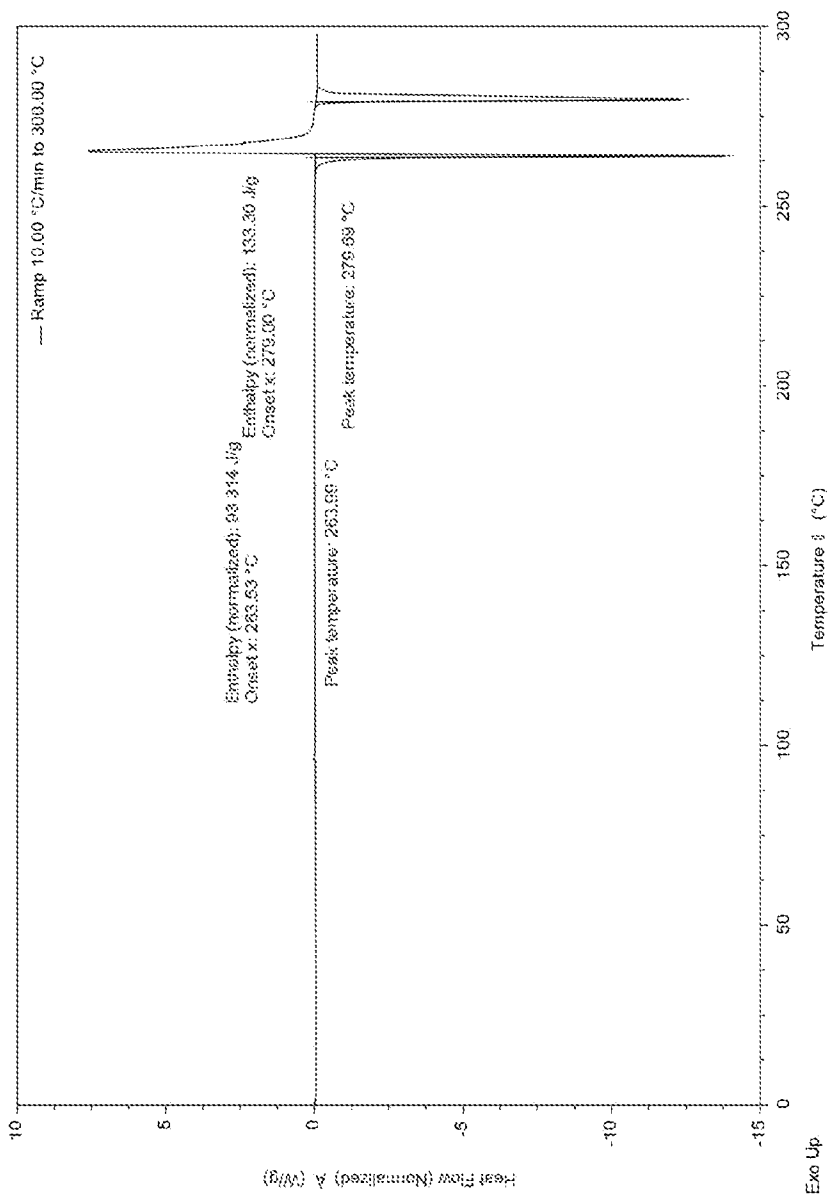 — Ramp 10.00 °C/min to 300.00 °C
10
5
0
-5
-10
-15
Heat Flow (Normalized) A (W/g)
Enthalpy (normalized): 93.314 J/g
Onset x: 263.53 °C
Enthalpy (normalized): 133.30 J/g
Onset x: 279.00 °C
Peak temperature: 263.99 °C
Peak temperature: 279.69 °C
0
50
100
150
200
250
300
Exo Up
Temperature (°C)